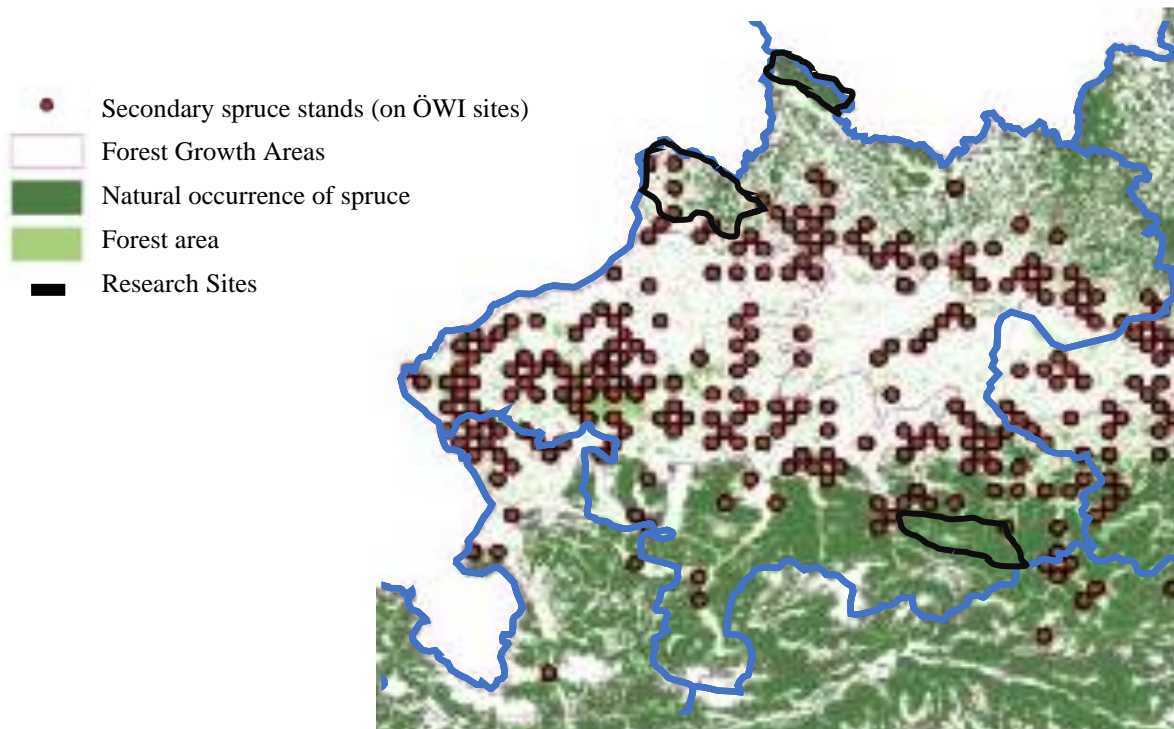 Secondary spruce stands (on ÖWI sites)
Forest Growth Areas
Natural occurrence of spruce
Forest area
Research Sites